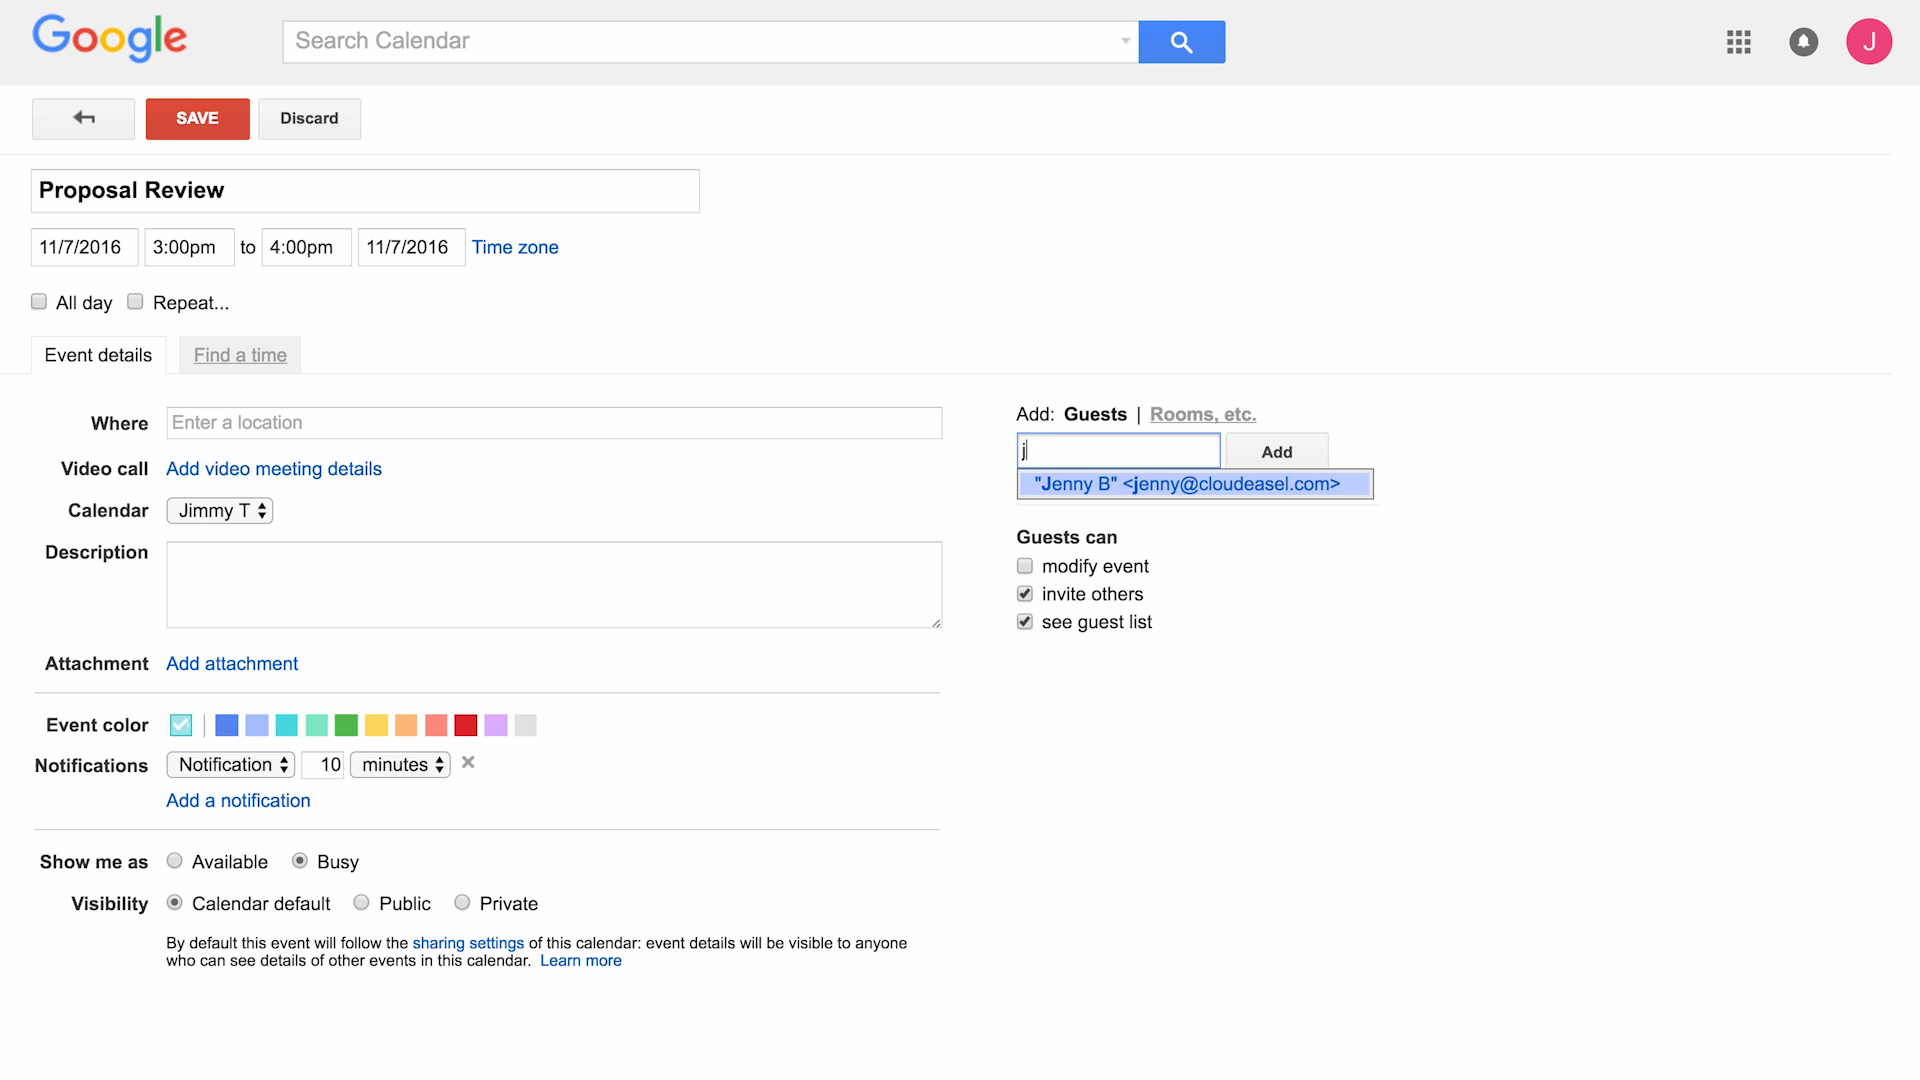 Google
Search Calendar
J
SAVE
Discard
Proposal Review
11/7/2016 3:00pm to 4:00pm 11/7/2016 Time zone
All day Repeat...
Event details Find a time
Where Enter a location
Video call Add video meeting details
Calendar Jimmy T
Description
Attachment Add attachment
Event color
Notifications Notification 10 minutes
Add a notification
Show me as Available Busy
Visibility Calendar default Public Private
By default this event will follow the sharing settings of this calendar: event details will be visible to anyone
who can see details of other events in this calendar. Learn more
Add: Guests | Rooms, etc.
j Add
"Jenny B" <jenny@cloudeasel.com>
Guests can
modify event
invite others
see guest list